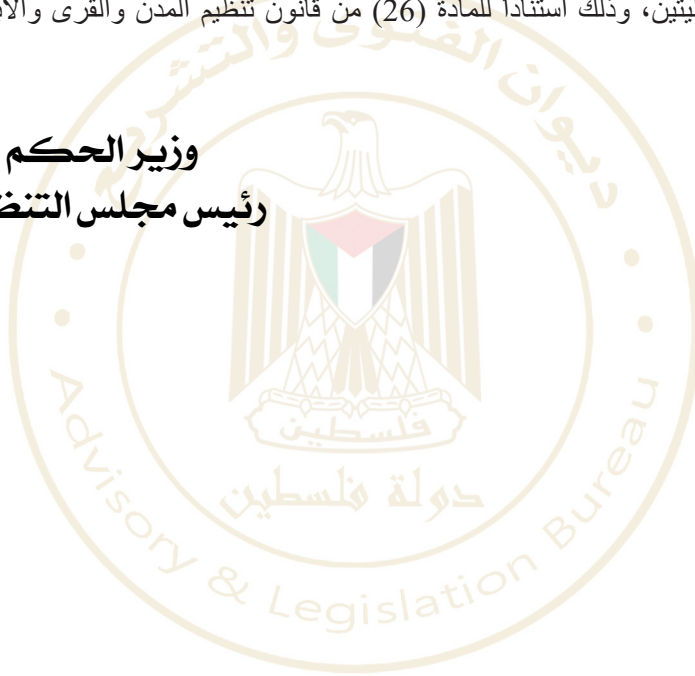 يتين، وذلك استنادا للمادة (26) من قانون تنظيم المدن والقرى والأ
وزير الحكم
رئيس مجلس التنظ
ديوان الفتوى والتشريع
فلسطين
دولة فلسطين
Advisory & Legislation Bureau